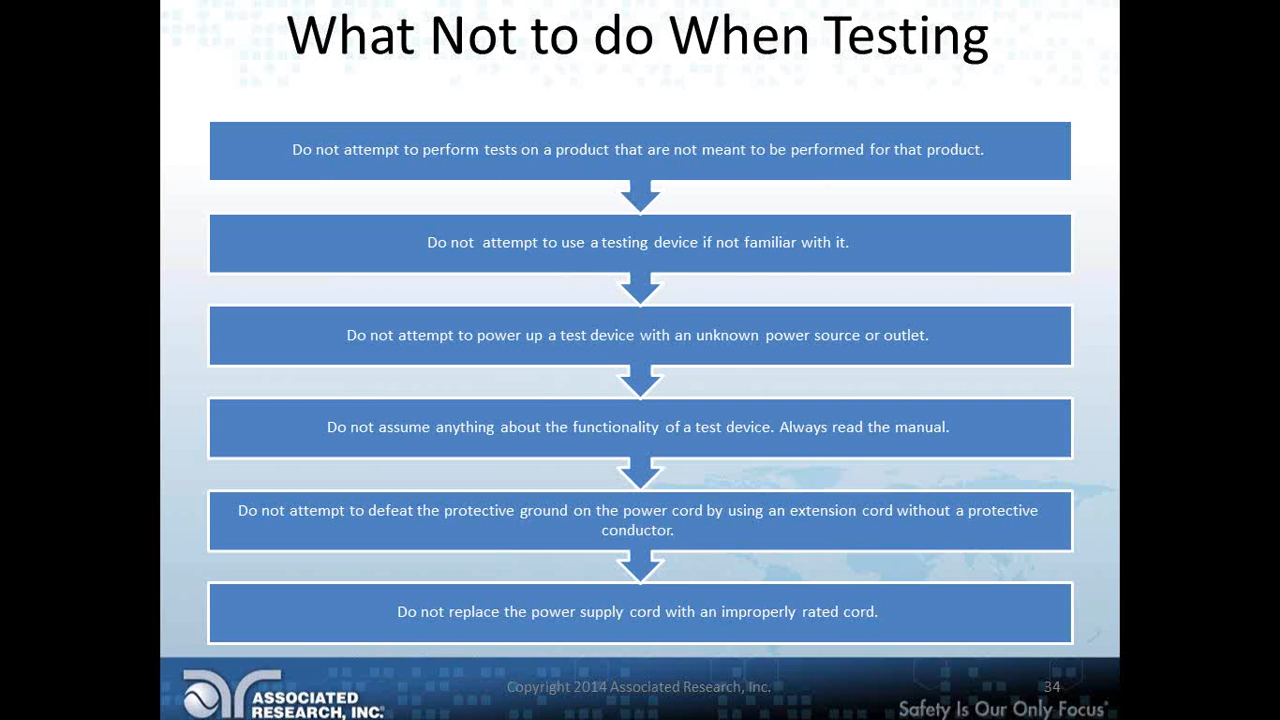 What Not to do When Testing
Do not attempt to perform tests on a product that are not meant to be performed for that product.
Do not attempt to use a testing device if not familiar with it.
Do not attempt to power up a test device with an unknown power source or outlet.
Do not assume anything about the functionality of a test device. Always read the manual.
Do not attempt to defeat the protective ground on the power cord by using an extension cord without a protective
conductor.
Do not replace the power supply cord with an improperly rated cord.
ASSOCIATED
RESEARCH, INC.
Copyright 2014 Associated Research, Inc.
34
Safety Is Our Only Focus